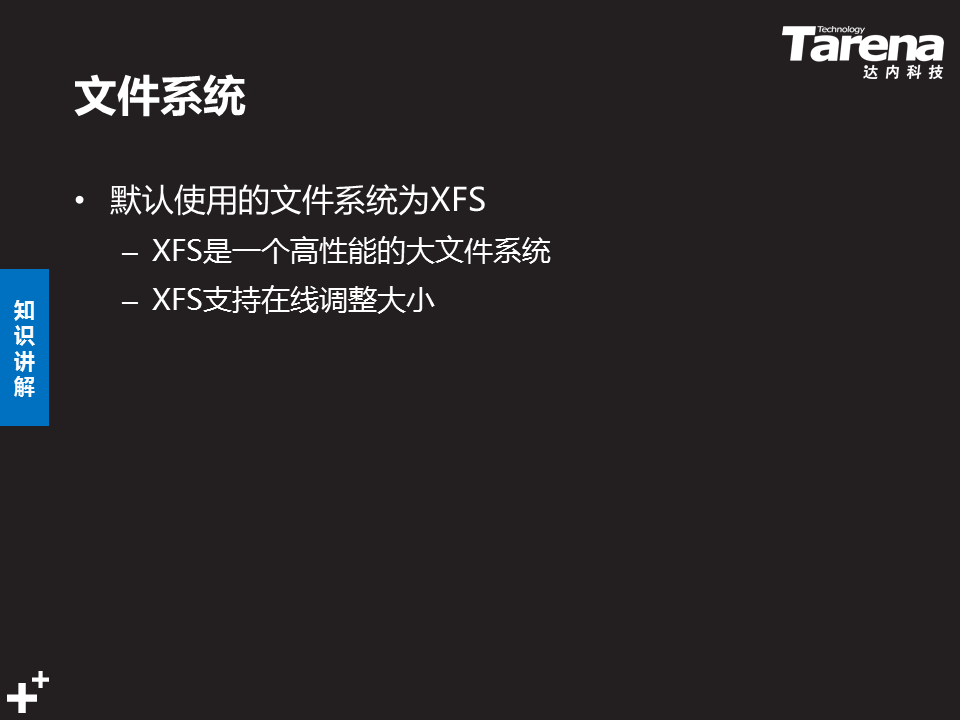 Technology
Tarena
达内科技
文件系统
• 默认使用的文件系统为XFS
– XFS是一个高性能的大文件系统
– XFS支持在线调整大小
知
识
讲
解